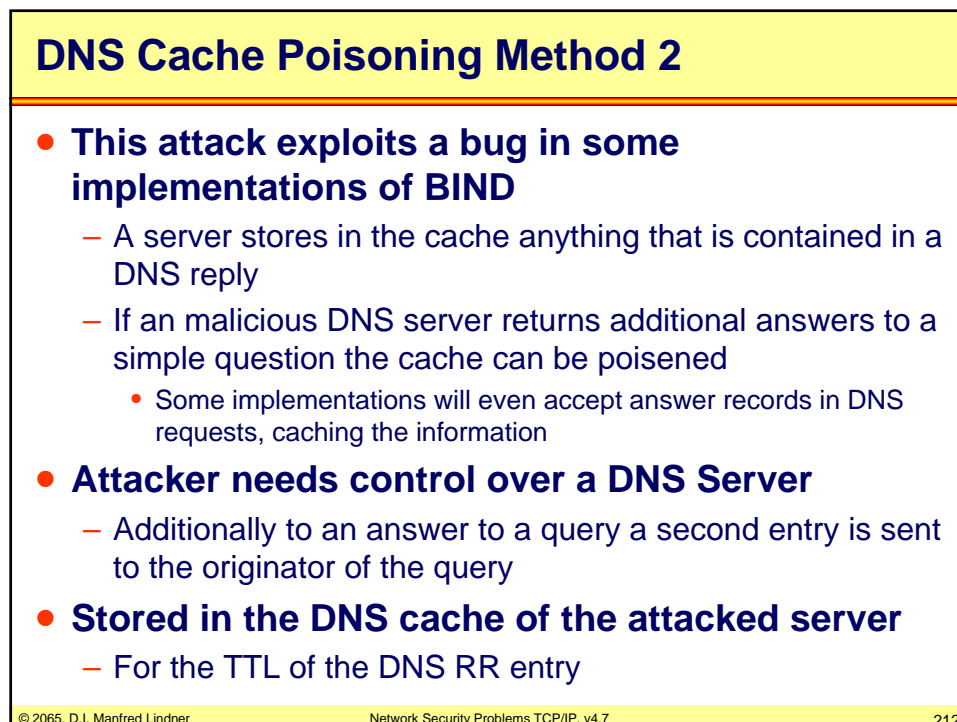 DNS Cache Poisoning Method 2
• This attack exploits a bug in some
implementations of BIND
– A server stores in the cache anything that is contained in a
DNS reply
– If an malicious DNS server returns additional answers to a
simple question the cache can be poisened
• Some implementations will even accept answer records in DNS
requests, caching the information
• Attacker needs control over a DNS Server
– Additionally to an answer to a query a second entry is sent
to the originator of the query
• Stored in the DNS cache of the attacked server
– For the TTL of the DNS RR entry
© 2065, D.I. Manfred Lindner Network Security Problems TCP/IP, v4.7 212